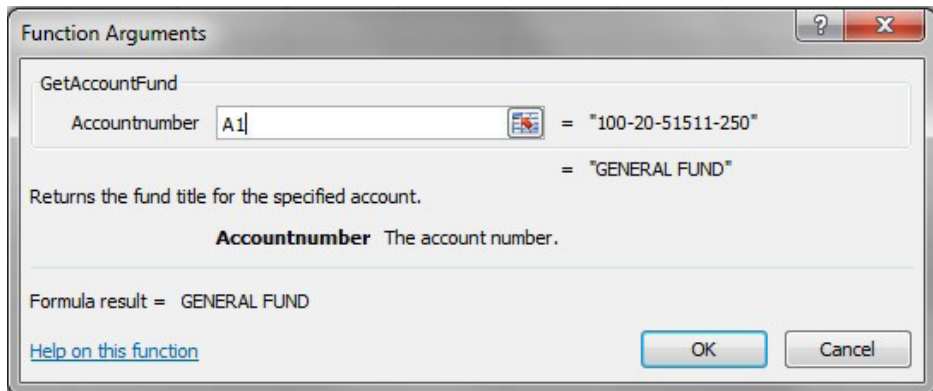 Function Arguments
GetAccountFund
Accountnumber A1 = "100-20-51511-250"
= "GENERAL FUND"
Returns the fund title for the specified account.
Accountnumber The account number.
Formula result = GENERAL FUND
Help on this function OK Cancel